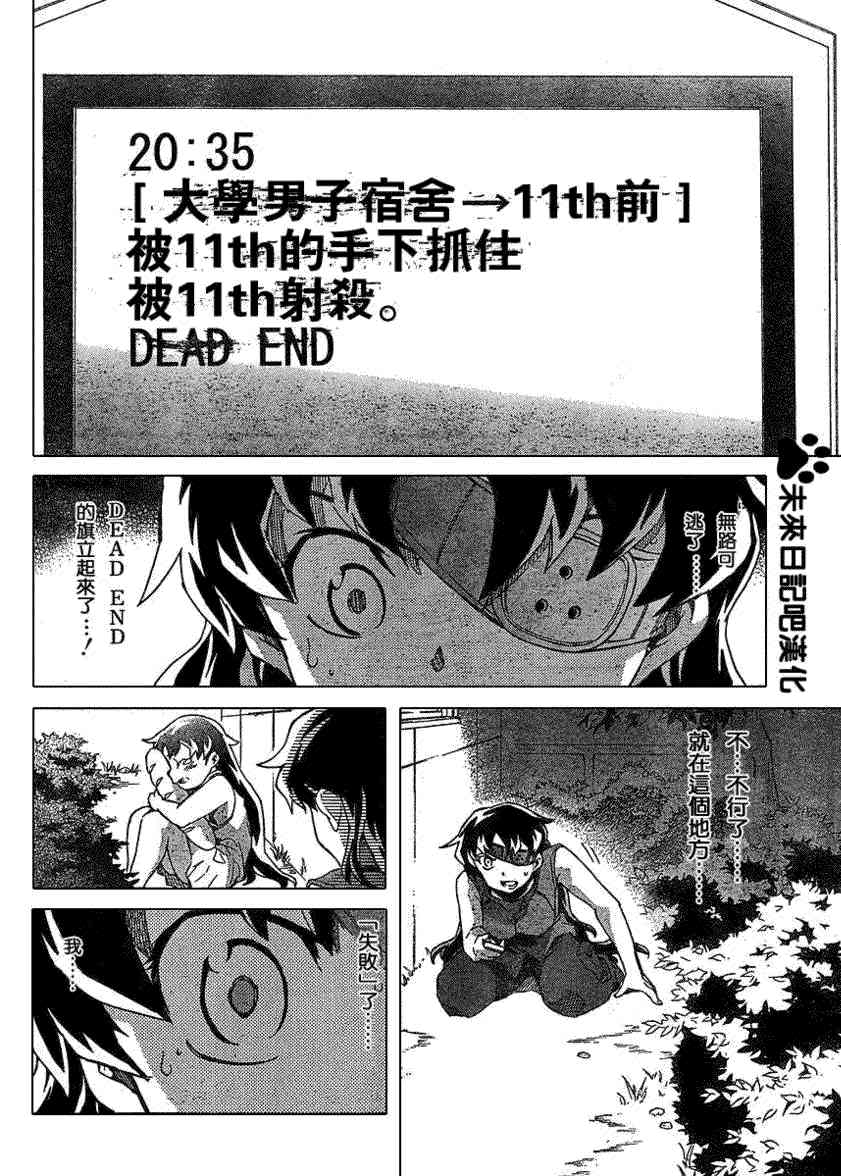 20:35
[大學男子宿舍→11th前]
被11th的手下抓住
被11th射殺。
DEAD END
無路可
逃了……
DEAD END
的旗立起來了…！
未來日記吧漢化
不…不行了……
就在這個地方……
「失敗」了……
我……